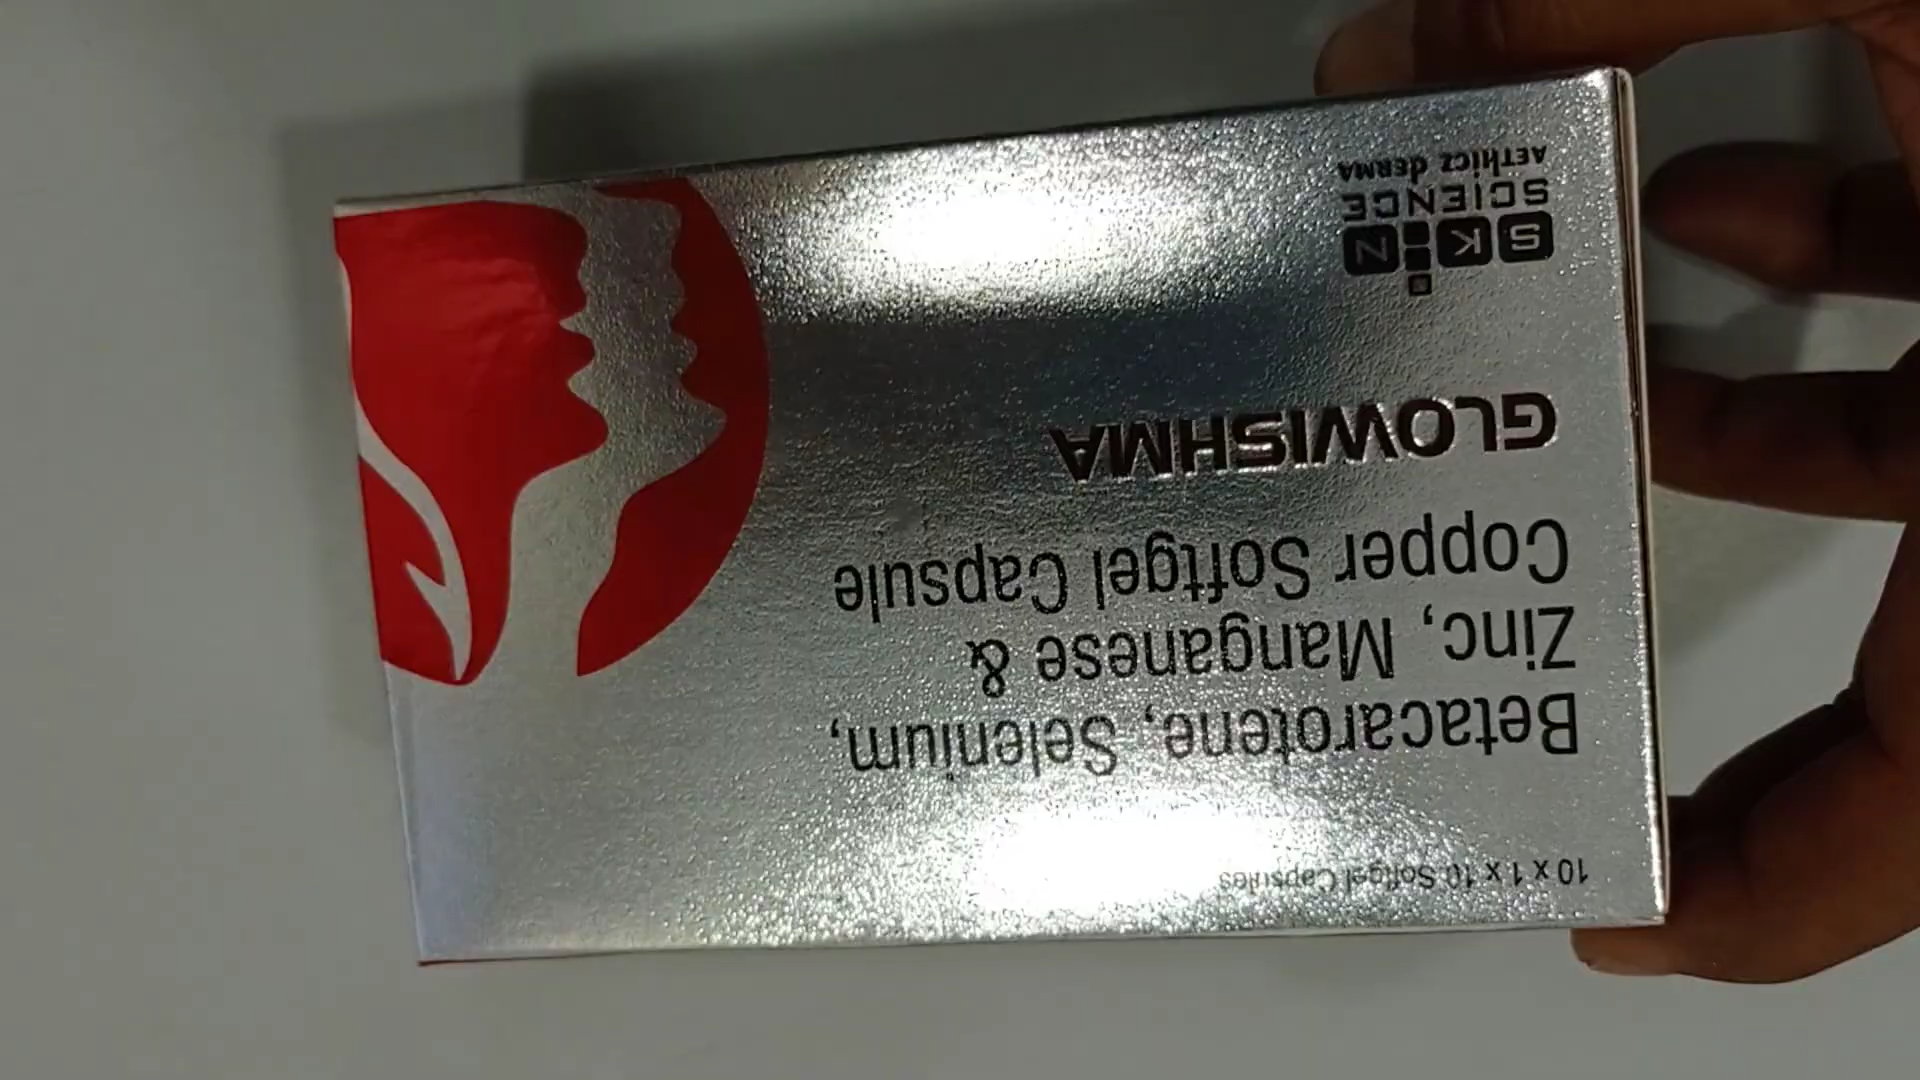 10 x 1 x 10 Softgel Capsules
Betacarotene, Selenium,
Zinc, Manganese &
Copper Softgel Capsule
GLOWISHMA
SKiN
SCIENCE
AEThicz dERMA